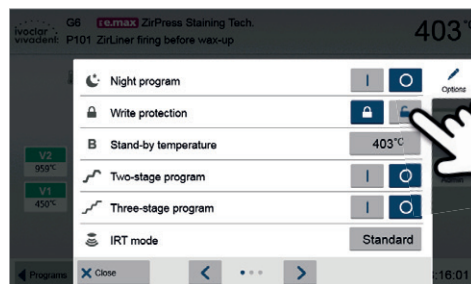 ivoclar
vivadent:
G6 IPS e.max ZirPress Staining Tech.
P101 ZirLiner firing before wax-up
403°
Night program
Options
Write protection
B Stand-by temperature 403°C
V2
959°C
Two-stage program
V1
450°C
Three-stage program
IRT mode Standard
Programs
Close
:16:01